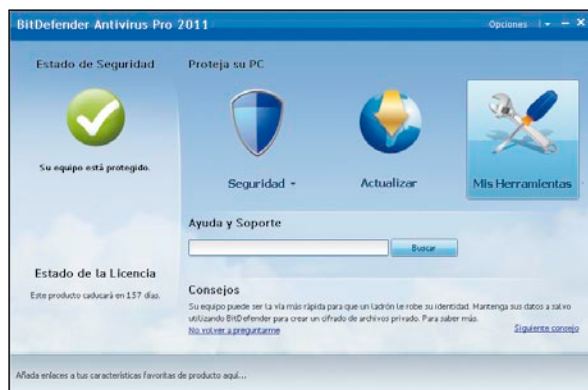 BitDefender Antivirus Pro 2011
Opciones
Estado de Seguridad
Su equipo está protegido.
Estado de la Licencia
Este producto caducará en 157 días.
Proteja su PC
Seguridad
Actualizar
Mis Herramientas
Ayuda y Soporte
Buscar
Consejos
Su equipo puede ser la vía más rápida para que un ladrón le robe su identidad. Mantenga sus datos a salvo
utilizando BitDefender para crear un cifrado de archivos privado. Para saber más.
No volver a preguntarme
Siguiente consejo
Añada enlaces a tus características favoritas de producto aquí...